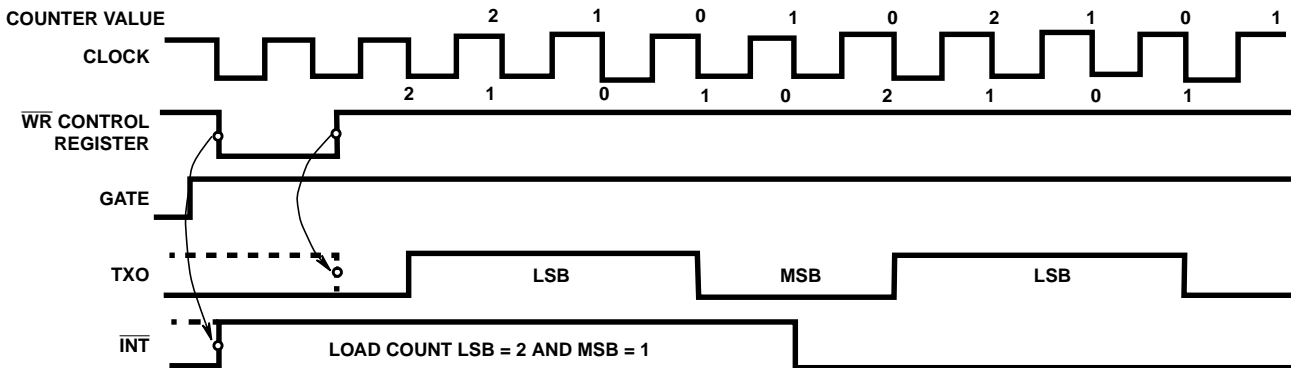 COUNTER VALUE 2 1 0 1 0 2 1 0 1
CLOCK
2 1 0 1 0 2 1 0 1
WR CONTROL
REGISTER
GATE
TXO LSB MSB LSB
INT LOAD COUNT LSB = 2 AND MSB = 1